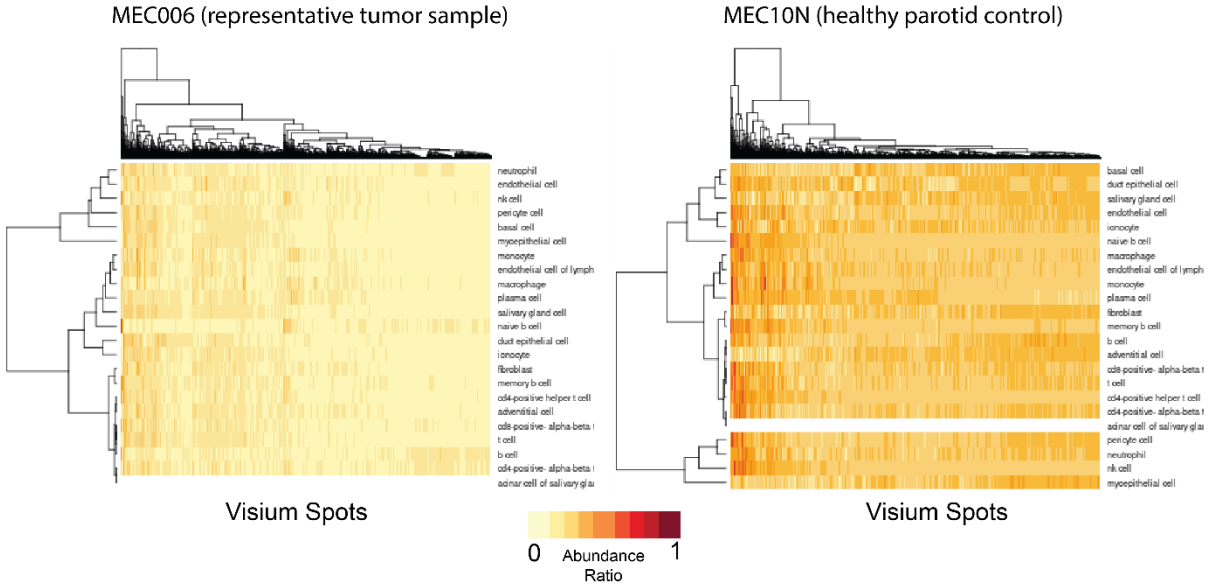 MEC006 (representative tumor sample)
MEC10N (healthy parotid control)
neutrophil
endothelial cell
nk cell
pericyte cell
basal cell
myoepithelial cell
monocyte
endothelial cell of lymph
macrophage
plasma cell
salivary gland cell
naive b cell
duct epithelial cell
ionocyte
fibroblast
memory b cell
cd4-positive helper t cell
adventitial cell
cd8-positive- alpha-beta t
t cell
b cell
cd4-positive- alpha-beta t
acinar cell of salivary glan
basal cell
duct epithelial cell
salivary gland cell
endothelial cell
ionocyte
naive b cell
macrophage
endothelial cell of lymph
monocyte
plasma cell
fibroblast
memory b cell
b cell
adventitial cell
cd8-positive- alpha-beta t
t cell
cd4-positive helper t cell
cd4-positive- alpha-beta t
acinar cell of salivary glan
pericyte cell
neutrophil
nk cell
myoepithelial cell
Visium Spots
Visium Spots
0
1
Abundance
Ratio